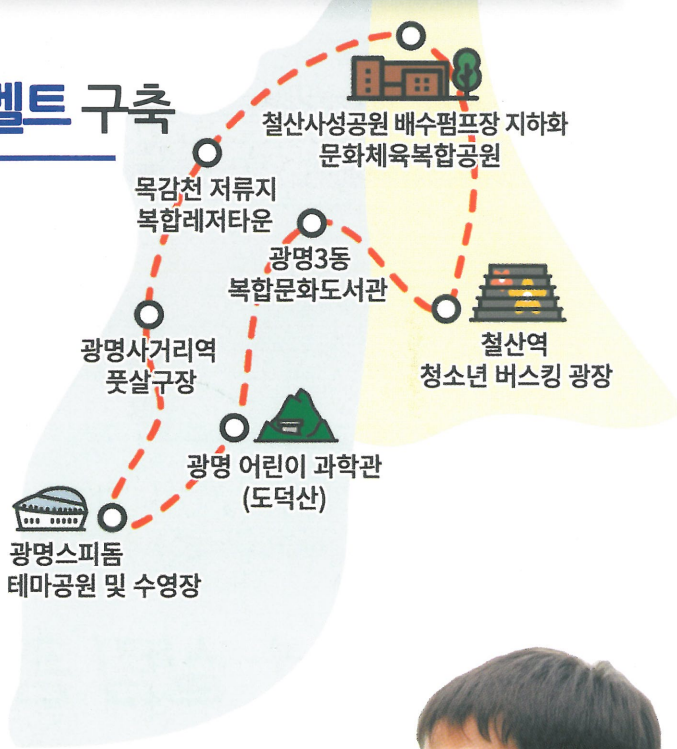 벨트 구축
철산사성공원 배수펌프장 지하화
문화체육복합공원
목감천 저류지
복합레저타운
광명3동
복합문화도서관
광명사거리역
풋살구장
철산역
청소년 버스킹 광장
광명 어린이 과학관
(도덕산)
광명스피돔
테마공원 및 수영장